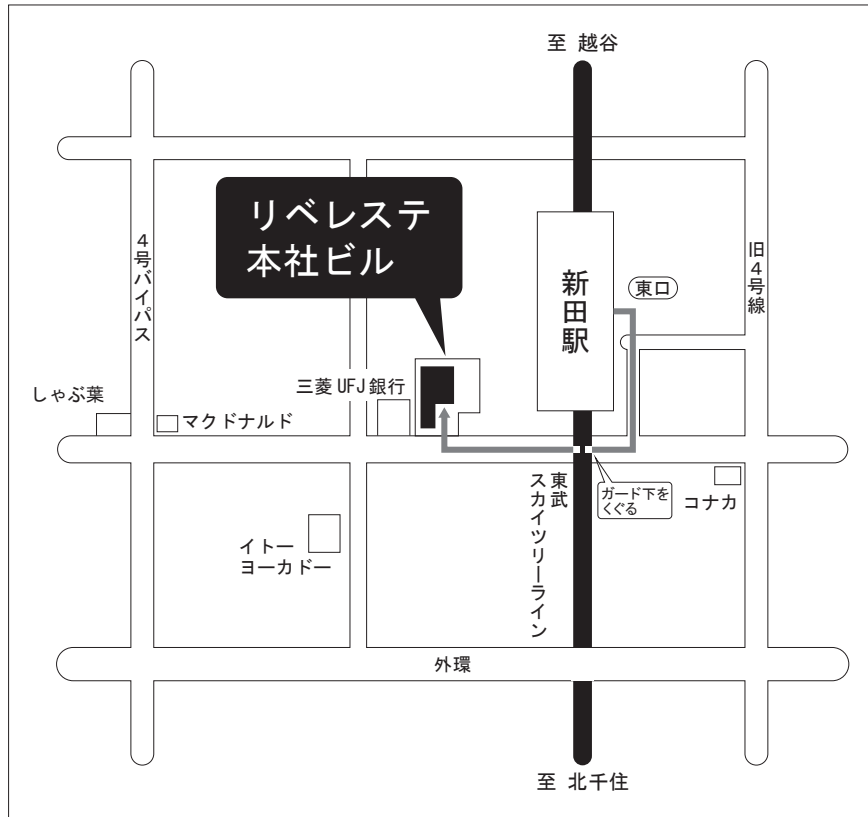 至 越谷
リベレステ
本社ビル
4号バイパス
旧4号線
新田駅
東口
三菱UFJ銀行
しゃぶ葉
マクドナルド
東武
スカイツリーライン
ガード下を
くぐる
コナカ
イトー
ヨーカドー
外環
至 北千住